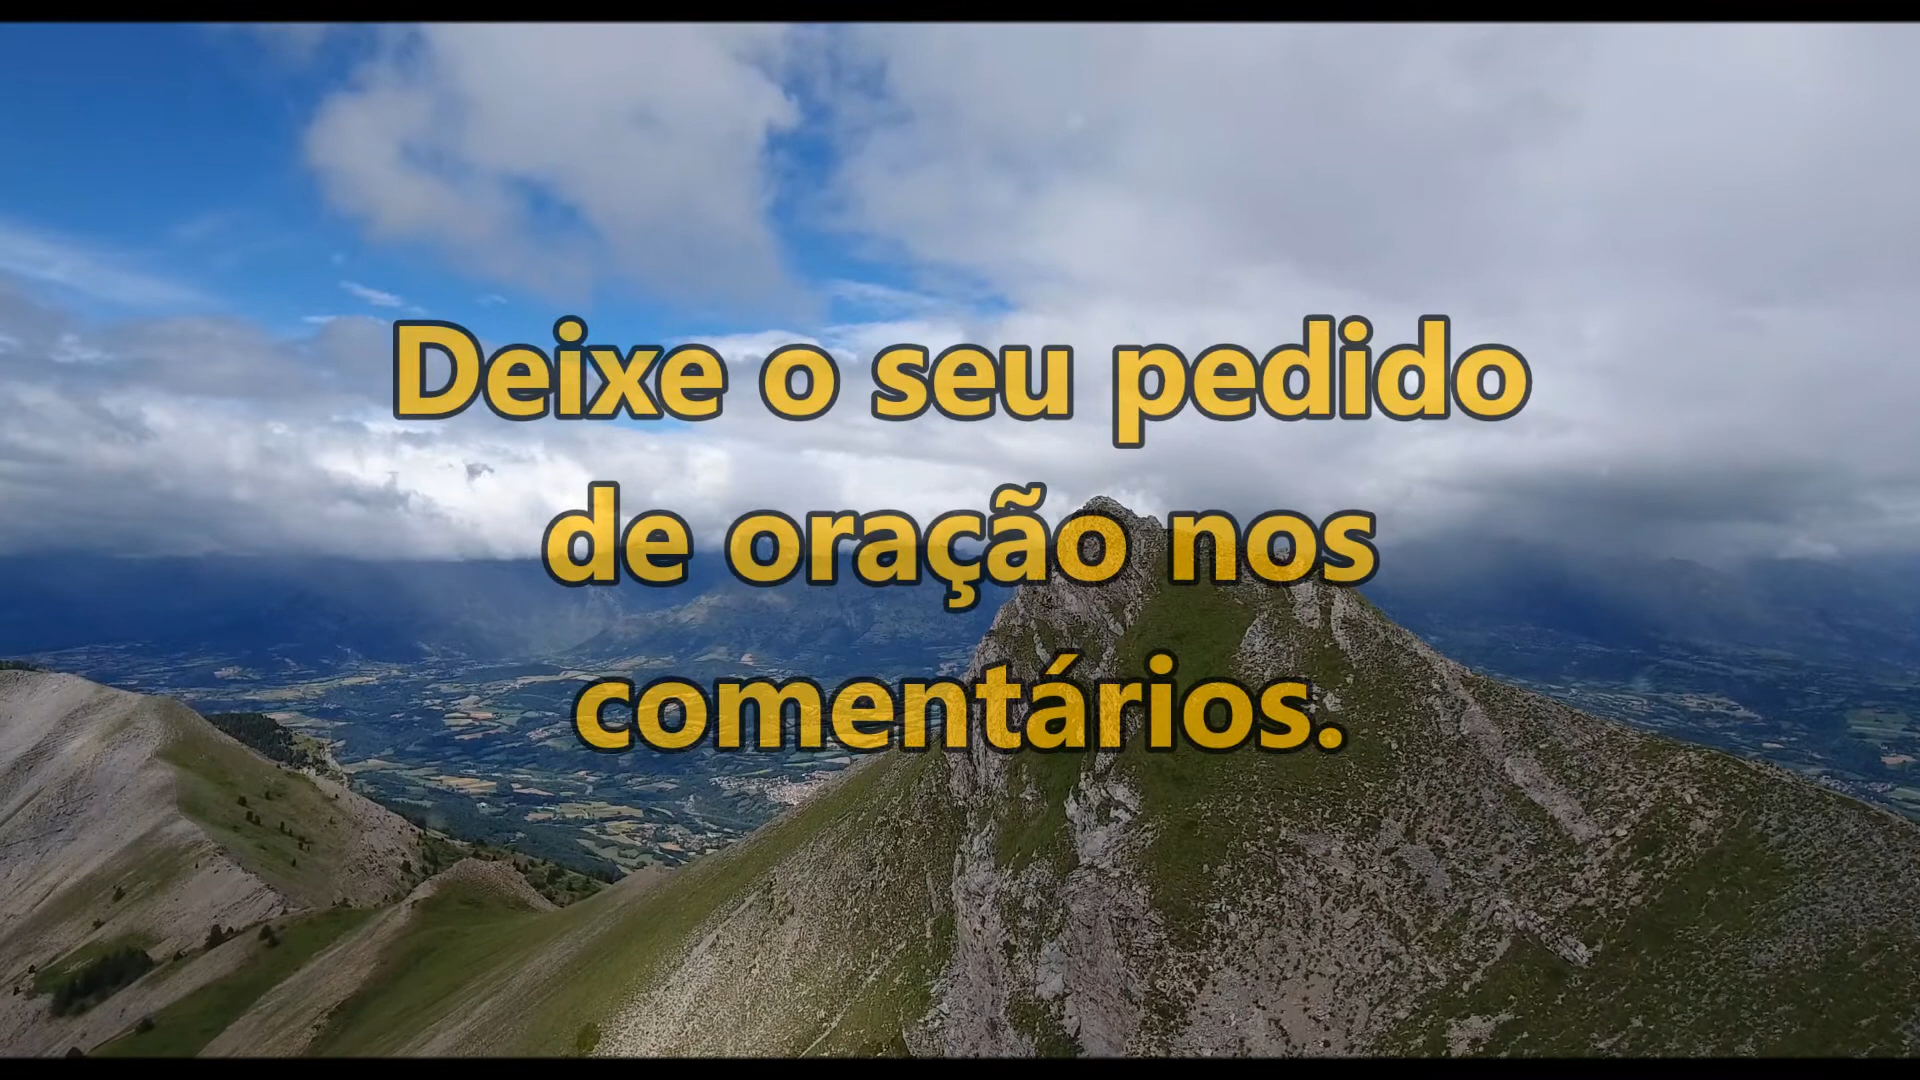 Deixe o seu pedido
de oração nos
comentários.